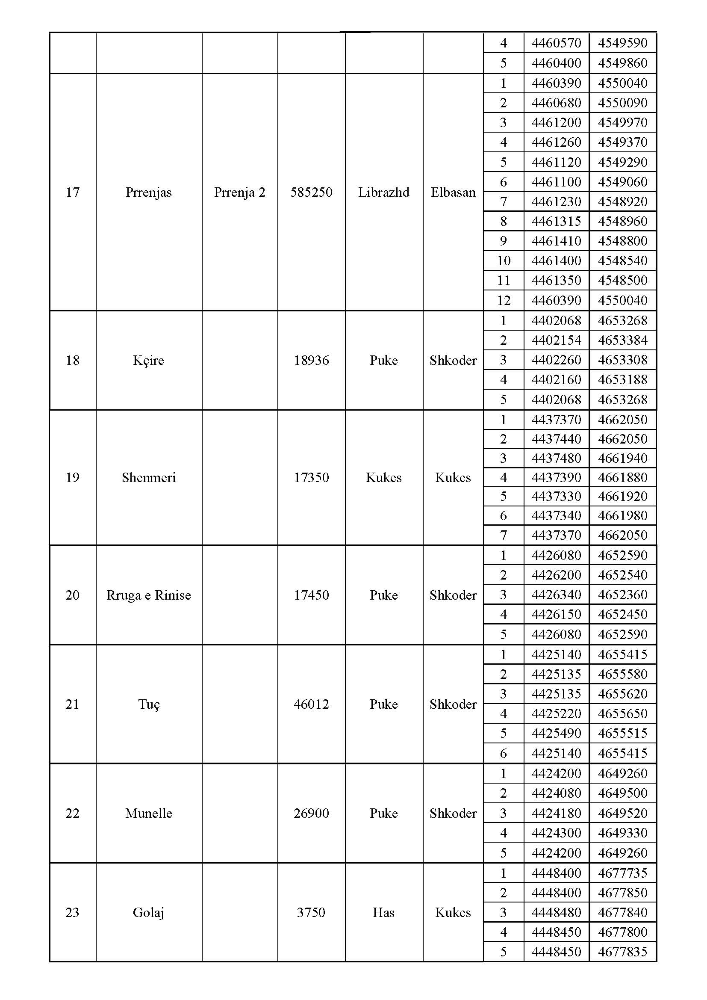 4 4460570 4549590
5 4460400 4549860
1 4460390 4550040
2 4460680 4550090
3 4461200 4549970
4 4461260 4549370
5 4461120 4549290
6 4461100 4549060
17 Prrenjas Prrenja 2 585250 Librazhd Elbasan
7 4461230 4548920
8 4461315 4548960
9 4461410 4548800
10 4461400 4548540
11 4461350 4548500
12 4460390 4550040
1 4402068 4653268
2 4402154 4653384
18 Kçire 18936 Puke Shkoder 3 4402260 4653308
4 4402160 4653188
5 4402068 4653268
1 4437370 4662050
2 4437440 4662050
3 4437480 4661940
19 Shenmeri 17350 Kukes Kukes 4 4437390 4661880
5 4437330 4661920
6 4437340 4661980
7 4437370 4662050
1 4426080 4652590
2 4426200 4652540
20 Rruga e Rinise 17450 Puke Shkoder 3 4426340 4652360
4 4426150 4652450
5 4426080 4652590
1 4425140 4655415
2 4425135 4655580
3 4425135 4655620
21 Tuç 46012 Puke Shkoder
4 4425220 4655650
5 4425490 4655515
6 4425140 4655415
1 4424200 4649260
2 4424080 4649500
22 Munelle 26900 Puke Shkoder 3 4424180 4649520
4 4424300 4649330
5 4424200 4649260
1 4448400 4677735
2 4448400 4677850
23 Golaj 3750 Has Kukes 3 4448480 4677840
4 4448450 4677800
5 4448450 4677835